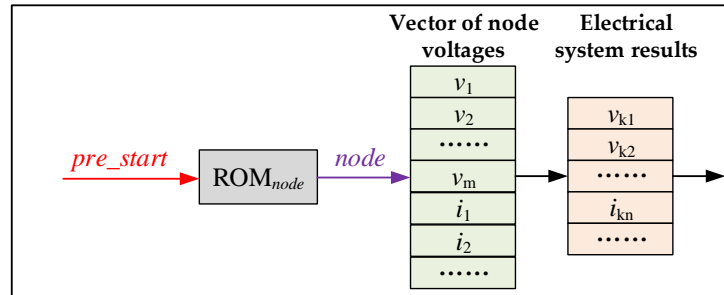 Vector of node
voltages
Electrical
system results
pre_start
ROMnode
node
v1
v2
······
vm
i1
i2
······
vk1
vk2
······
ikn
······